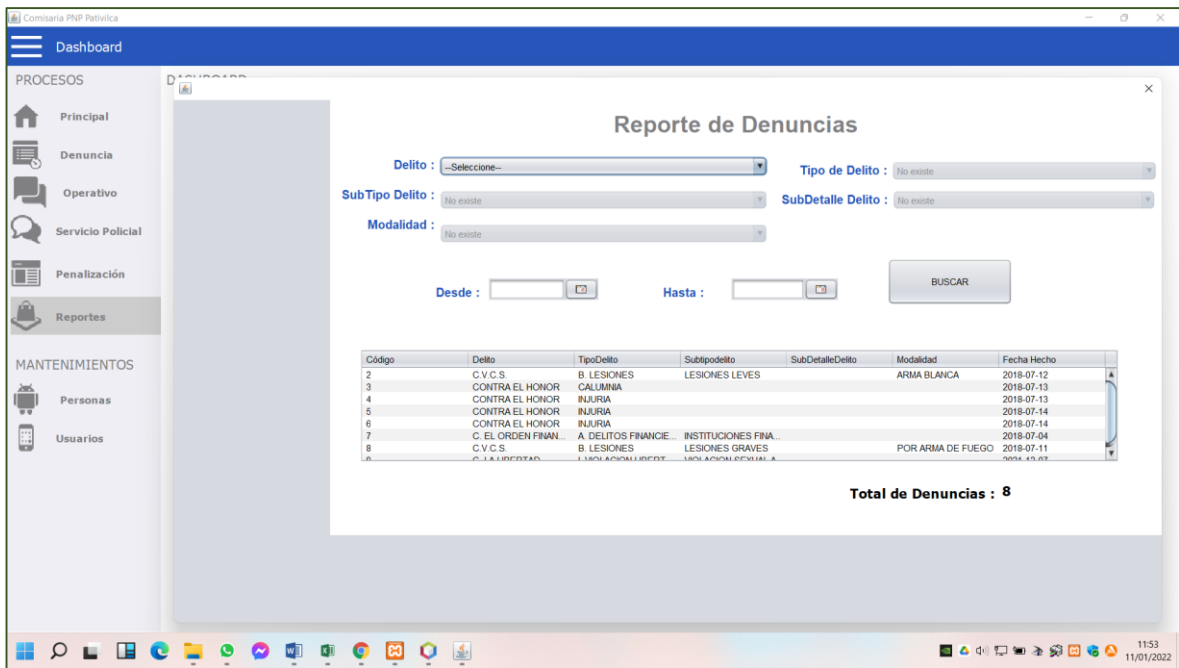 Comisaria PNP Pativilca
Dashboard
PROCESOS
Principal
Denuncia
Operativo
Servicio Policial
Penalización
Reportes
MANTENIMIENTOS
Personas
Usuarios
Reporte de Denuncias
Delito : --Seleccione-- Tipo de Delito : No existe
SubTipo Delito : No existe SubDetalle Delito : No existe
Modalidad : No existe
Desde : Hasta : BUSCAR
Código Delito TipoDelito Subtipodelito SubDetalleDelito Modalidad Fecha Hecho
2 C.V.C.S. B. LESIONES LESIONES LEVES ARMA BLANCA 2018-07-12
3 CONTRA EL HONOR CALUMNIA 2018-07-13
4 CONTRA EL HONOR INJURIA 2018-07-13
5 CONTRA EL HONOR INJURIA 2018-07-14
6 CONTRA EL HONOR INJURIA 2018-07-14
7 C. EL ORDEN FINAN... A. DELITOS FINANCIE... INSTITUCIONES FINA... 2018-07-04
8 C.V.C.S. B. LESIONES LESIONES GRAVES POR ARMA DE FUEGO 2018-07-11
Total de Denuncias : 8
11:53
11/01/2022